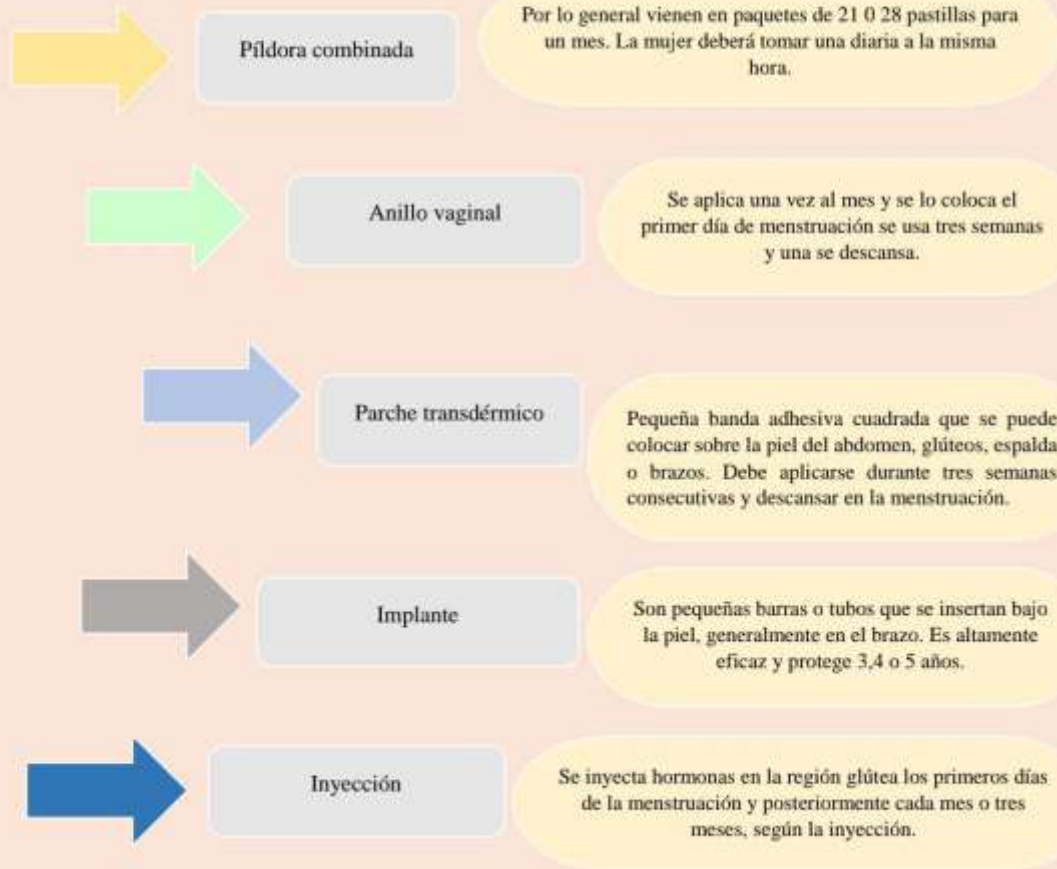 Píldora combinada
Por lo general vienen en paquetes de 21 0 28 pastillas para
un mes. La mujer deberá tomar una diaria a la misma
hora.
Anillo vaginal
Se aplica una vez al mes y se lo coloca el
primer día de menstruación se usa tres semanas
y una se descansa.
Parche transdérmico
Pequeña banda adhesiva cuadrada que se puede
colocar sobre la piel del abdomen, glúteos, espalda
o brazos. Debe aplicarse durante tres semanas
consecutivas y descansar en la menstruación.
Implante
Son pequeñas barras o tubos que se insertan bajo
la piel, generalmente en el brazo. Es altamente
eficaz y protege 3,4 o 5 años.
Inyección
Se inyecta hormonas en la región glútea los primeros días
de la menstruación y posteriormente cada mes o tres
meses, según la inyección.